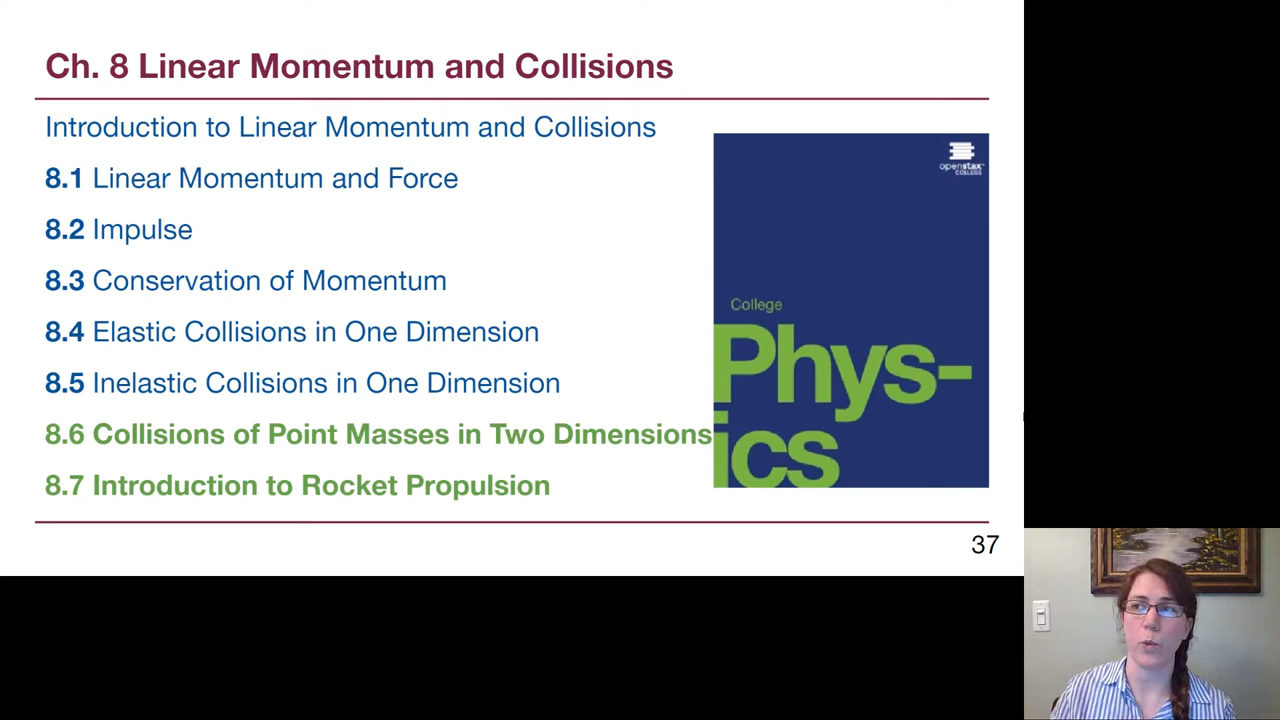 Ch. 8 Linear Momentum and Collisions
Introduction to Linear Momentum and Collisions
8.1 Linear Momentum and Force
8.2 Impulse
8.3 Conservation of Momentum
8.4 Elastic Collisions in One Dimension
8.5 Inelastic Collisions in One Dimension
8.6 Collisions of Point Masses in Two Dimensions
8.7 Introduction to Rocket Propulsion
openstax
COLLEGE
College
Phys-
ics
37